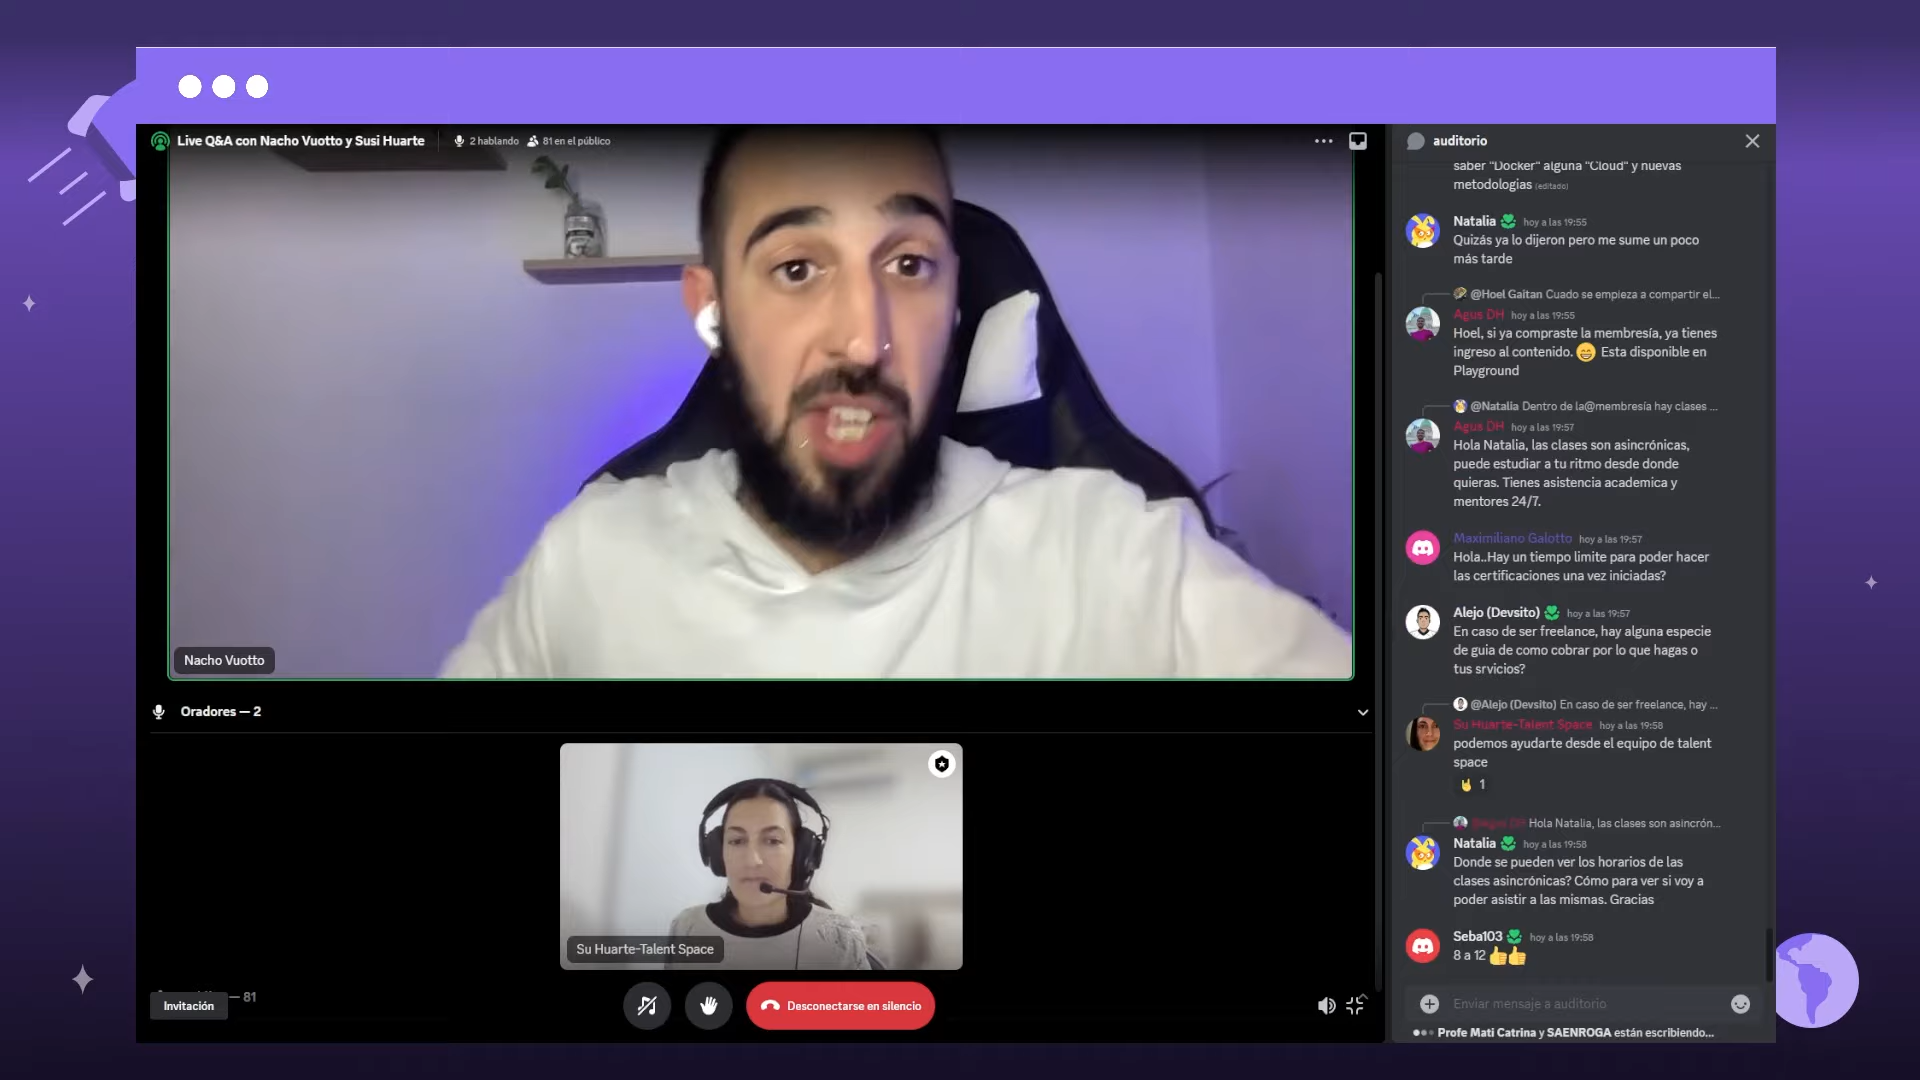 Live Q&A con Nacho Vuotto y Susi Huarte
2 hablando
81 en el público
Nacho Vuotto
Oradores — 2
Su Huarte-Talent Space
— 81
Invitación
Desconectarse en silencio
auditorio
saber "Docker" alguna "Cloud" y nuevas
metodologias (editado)
Natalia hoy a las 19:55
Quizás ya lo dijeron pero me sume un poco
más tarde
@Hoel Gaitan Cuado se empieza a compartir el...
Agus DH hoy a las 19:55
Hoel, si ya compraste la membresía, ya tienes
ingreso al contenido. 😄 Esta disponible en
Playground
@Natalia Dentro de la@membresía hay clases ...
Agus DH hoy a las 19:57
Hola Natalia, las clases son asincrónicas,
puede estudiar a tu ritmo desde donde
quieras. Tienes asistencia academica y
mentores 24/7.
Maximiliano Galotto hoy a las 19:57
Hola..Hay un tiempo limite para poder hacer
las certificaciones una vez iniciadas?
Alejo (Devsito) hoy a las 19:57
En caso de ser freelance, hay alguna especie
de guia de como cobrar por lo que hagas o
tus srvicios?
@Alejo (Devsito) En caso de ser freelance, hay ...
Su Huarte-Talent Space hoy a las 19:58
podemos ayudarte desde el equipo de talent
space
1
@Agus DH Hola Natalia, las clases son asincrón...
Natalia hoy a las 19:58
Donde se pueden ver los horarios de las
clases asincrónicas? Cómo para ver si voy a
poder asistir a las mismas. Gracias
Seba103 hoy a las 19:58
8 a 12 👍👍
Enviar mensaje a auditorio
Profe Mati Catrina y SAENROGA están escribiendo...